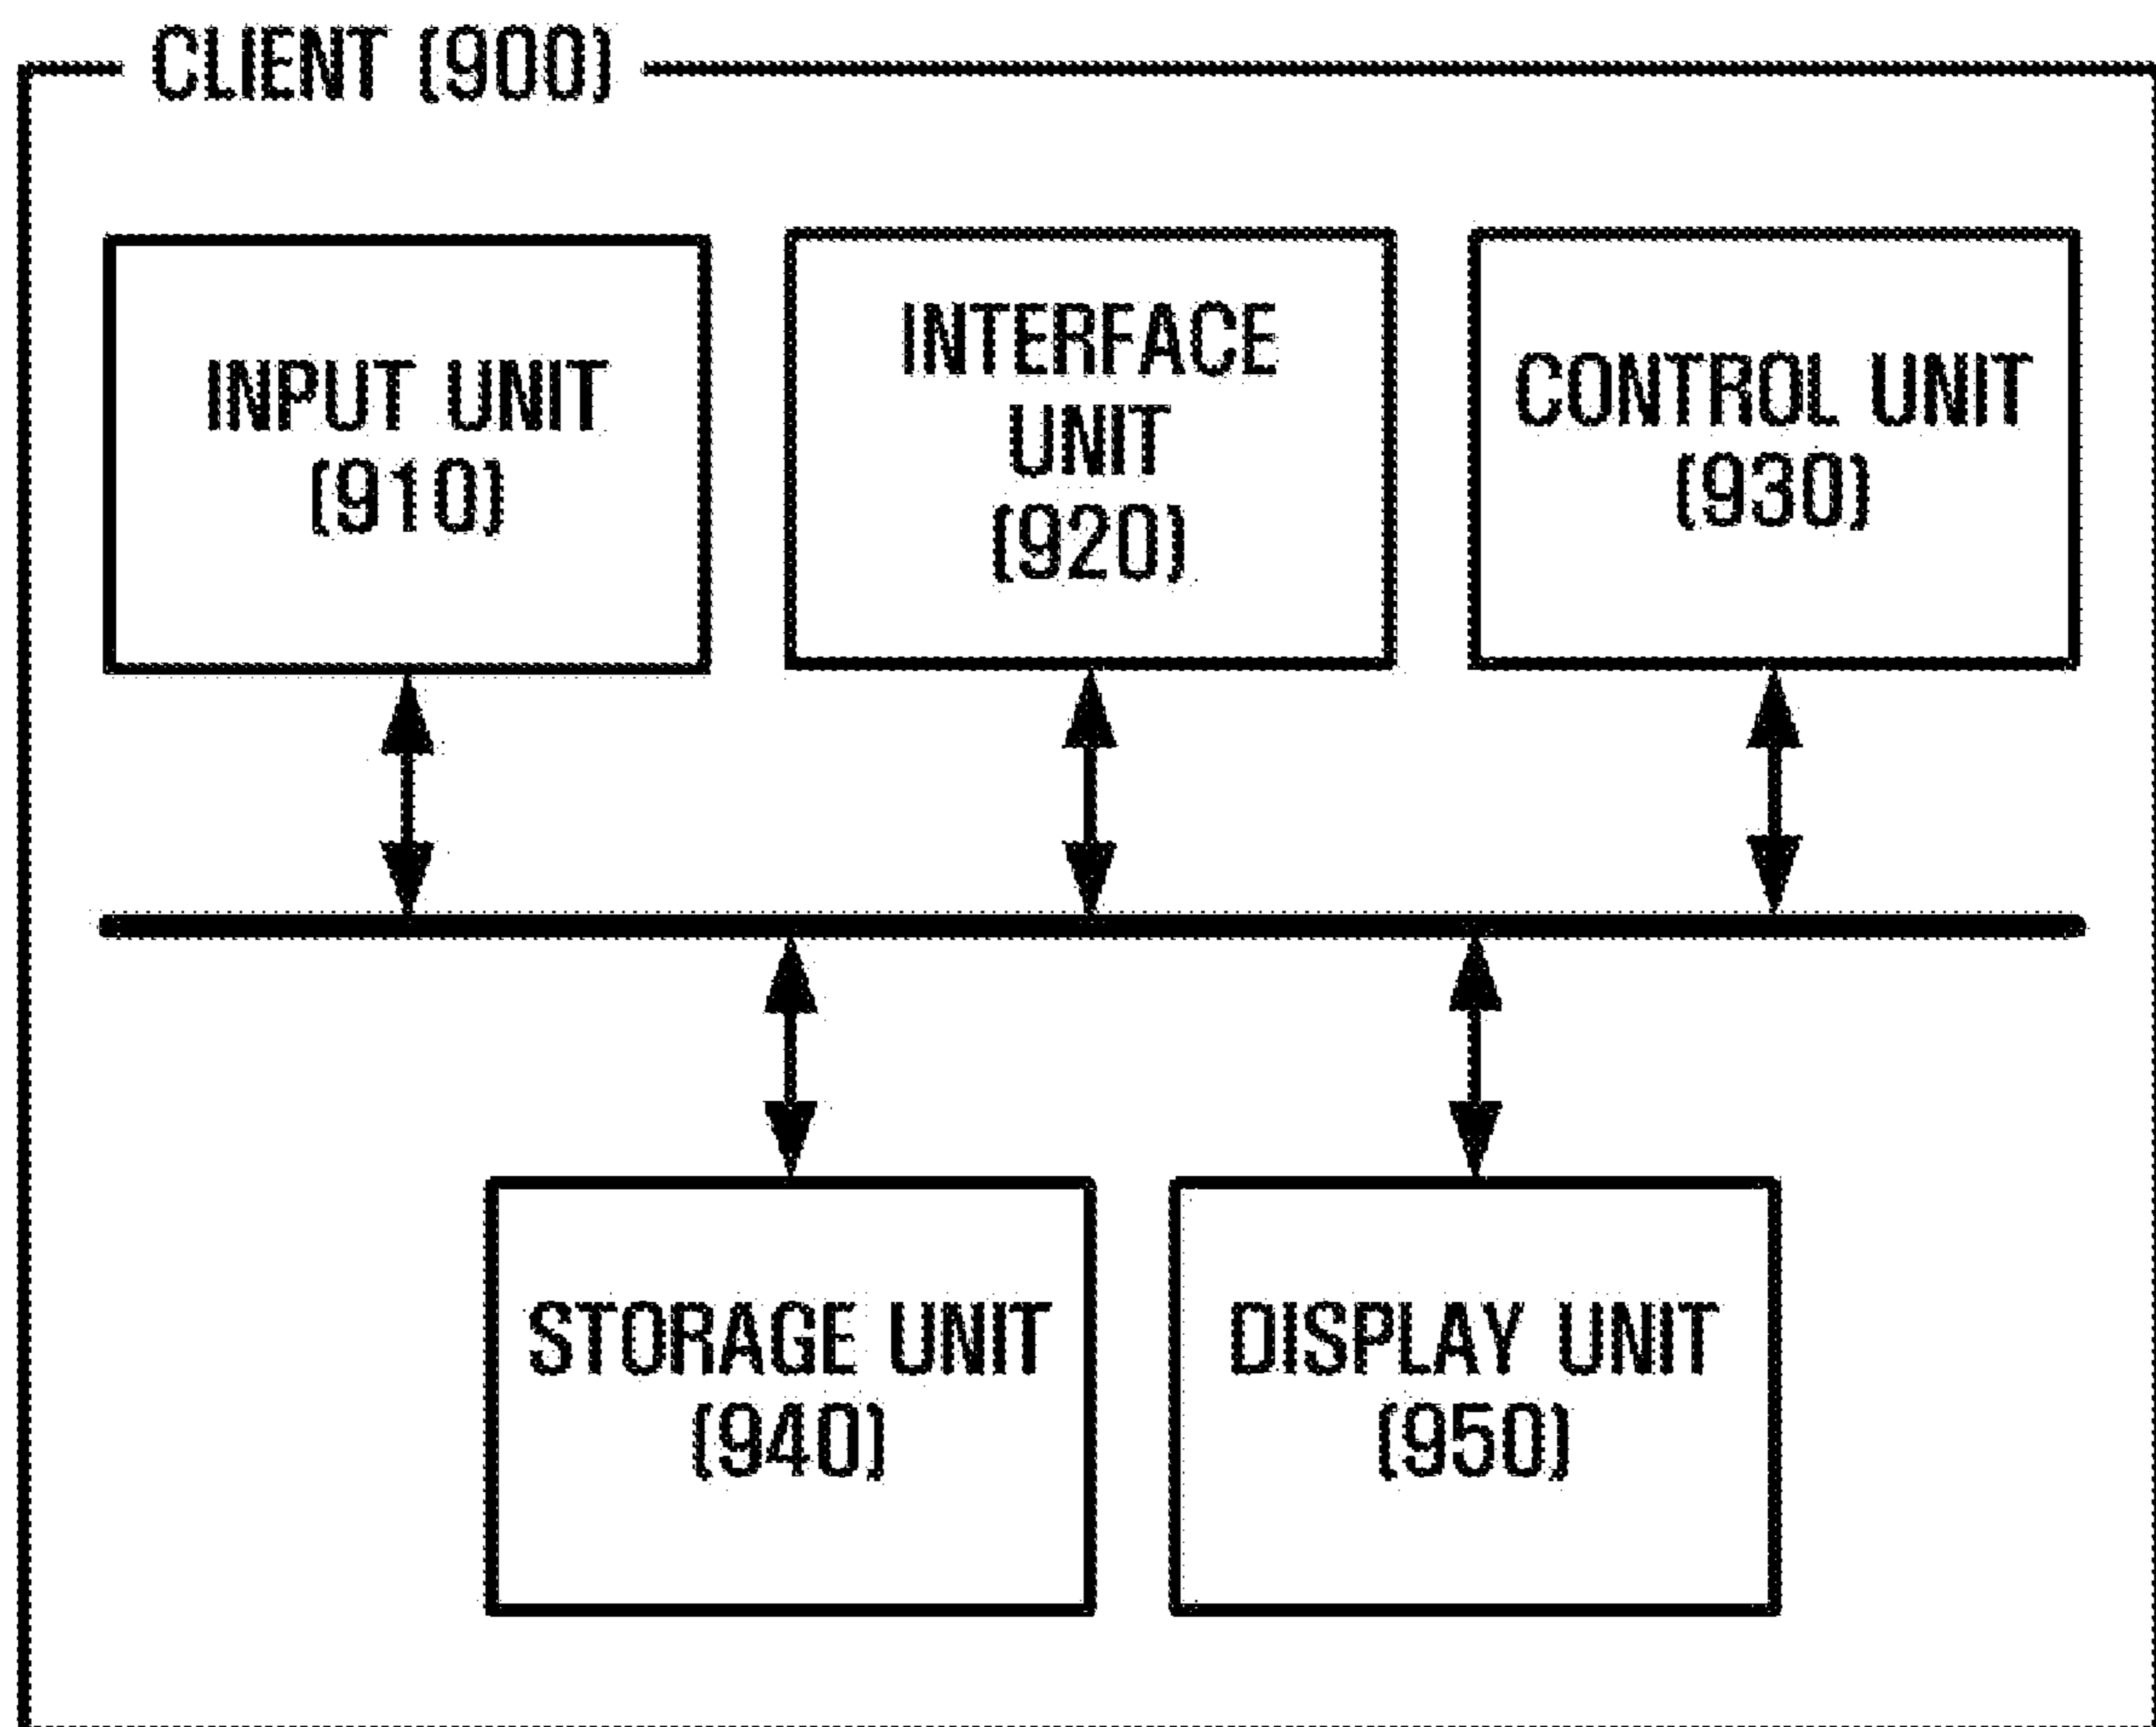 CLIENT (900)
INPUT UNIT
(910)
INTERFACE
UNIT
(920)
CONTROL UNIT
(930)
STORAGE UNIT
(940)
DISPLAY UNIT
(950)